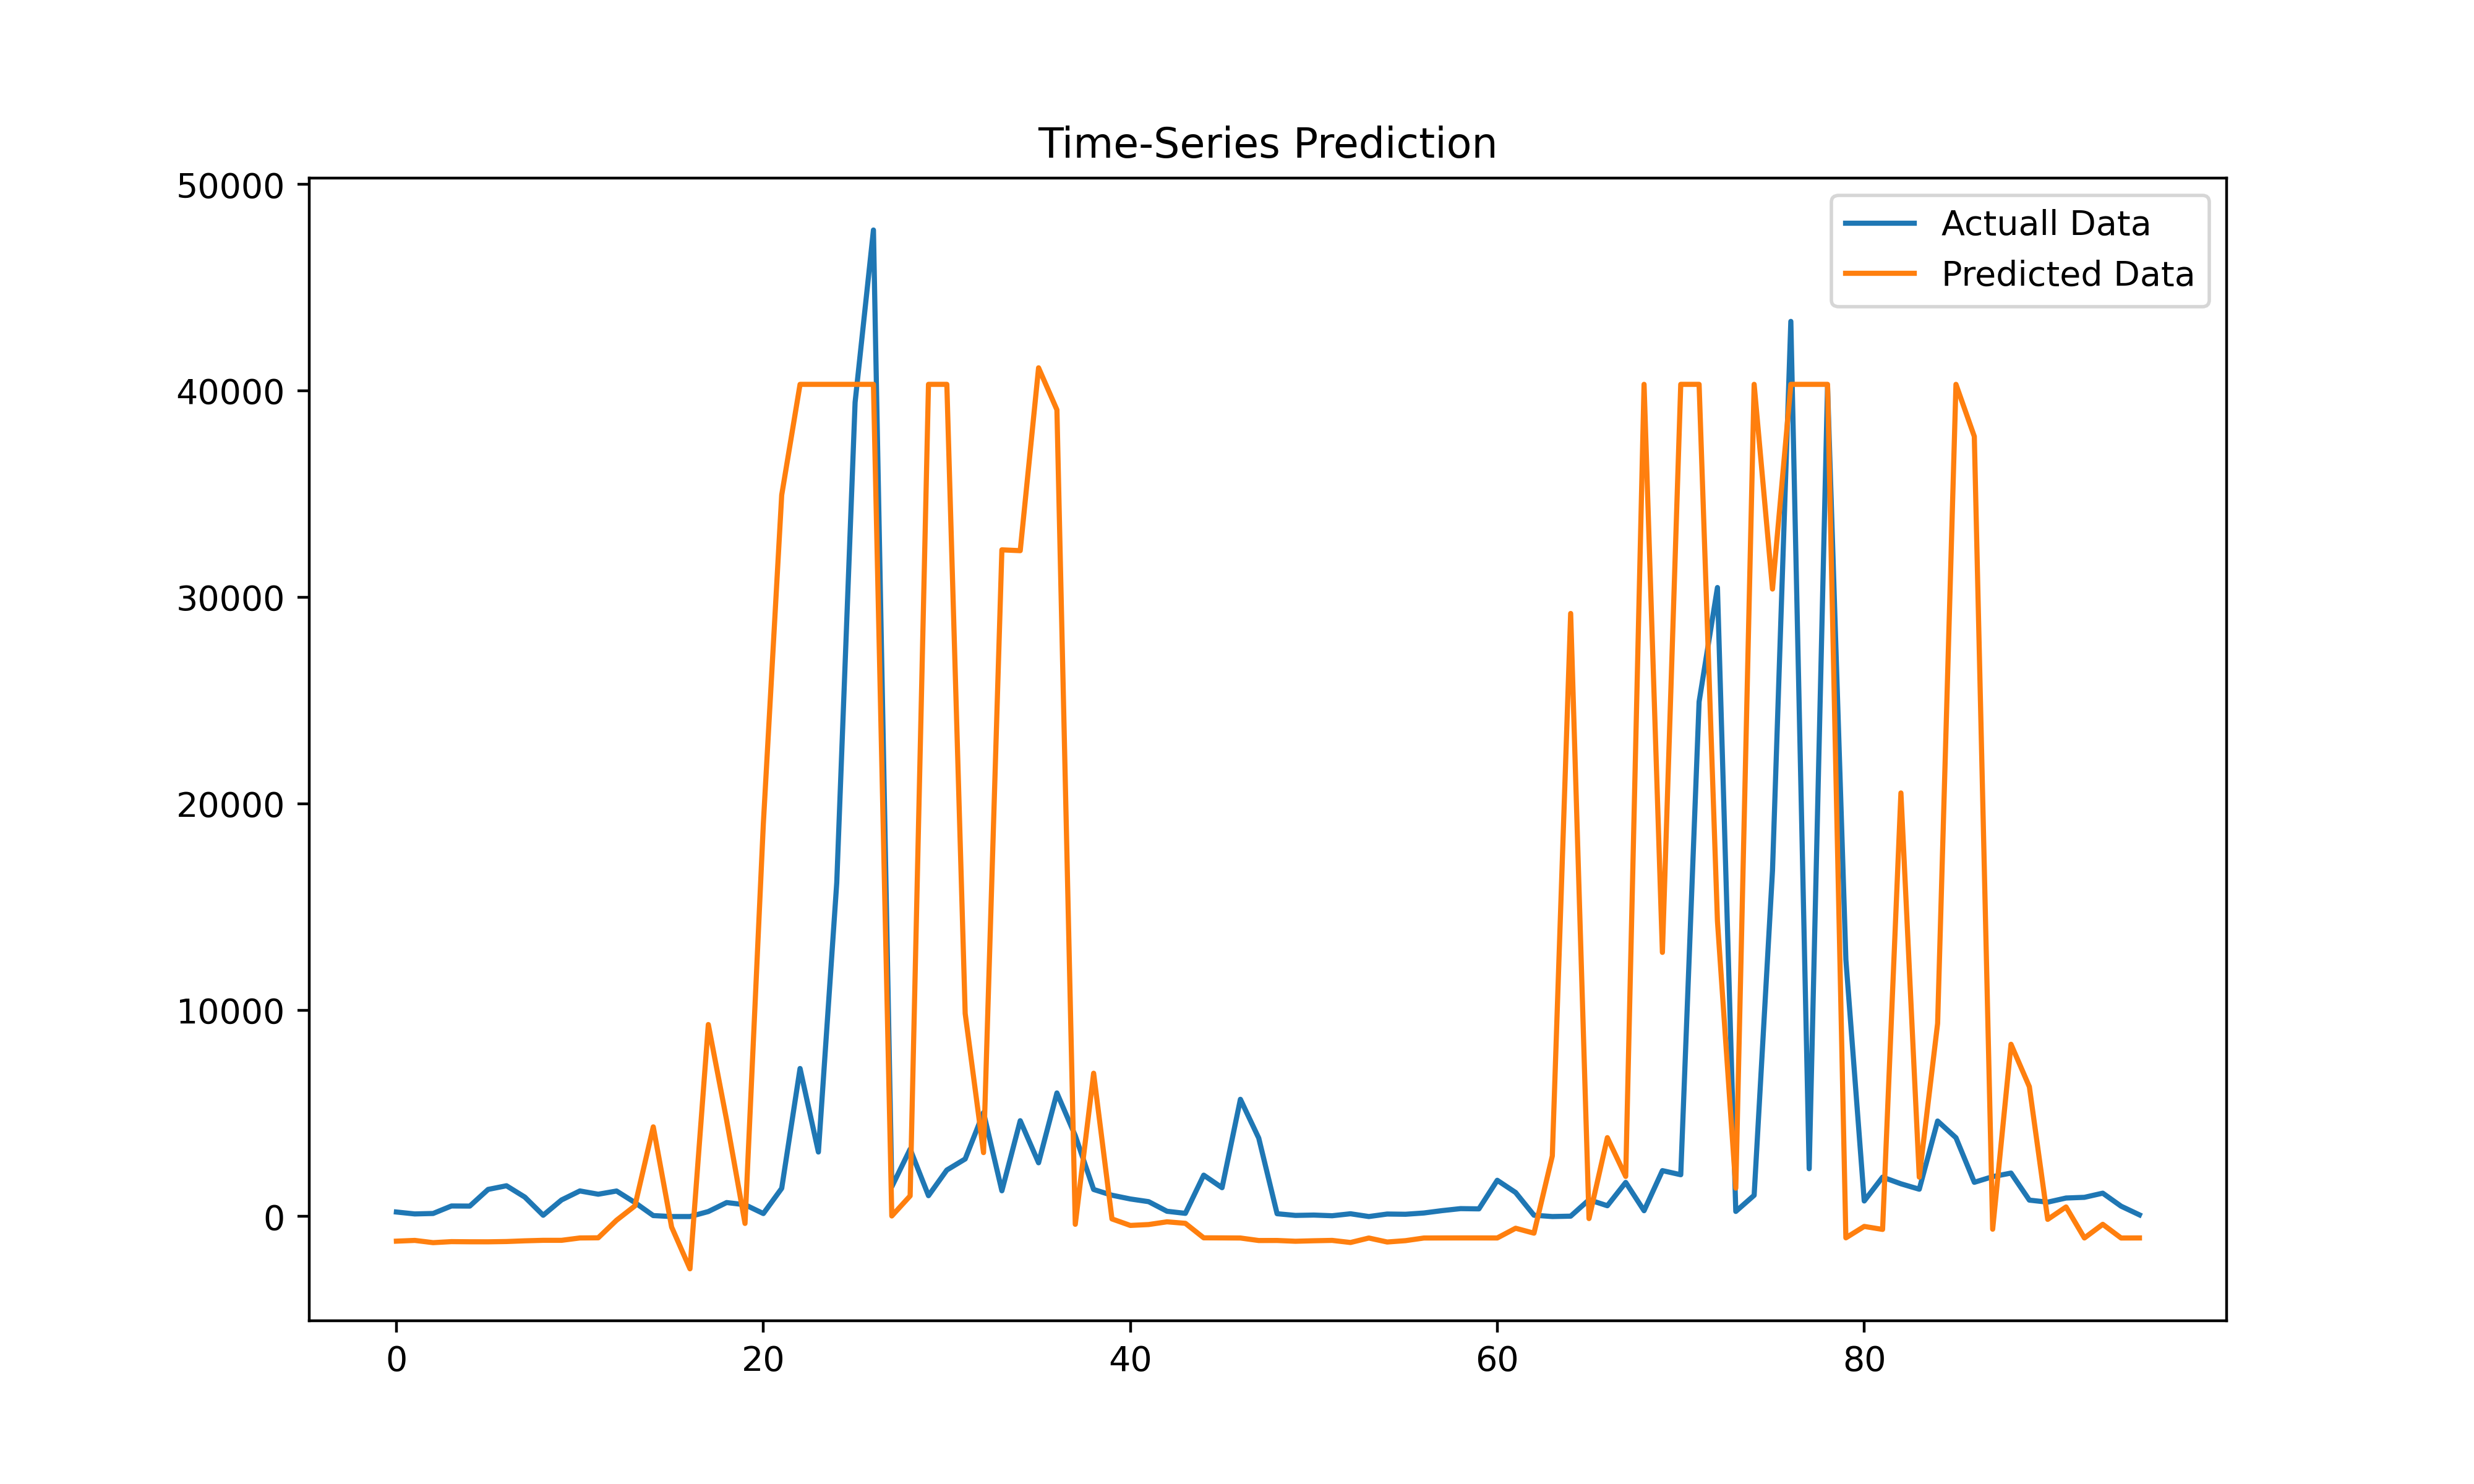 Time-Series Prediction
Actuall Data
Predicted Data
50000
40000
30000
20000
10000
0
0 20 40 60 80